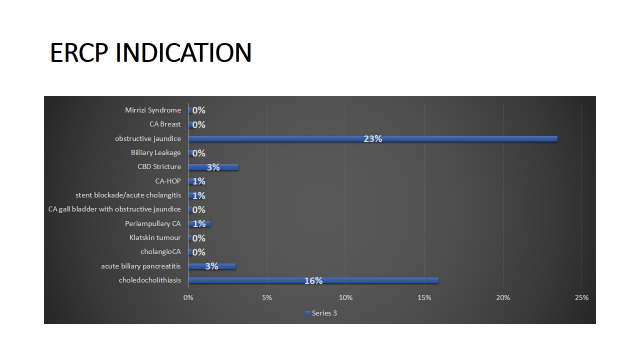 ERCP INDICATION
Mirrizi Syndrome 0%
CA Breast 0%
obstructive jaundice 23%
Billiary Leakage 0%
CBD Stricture 3%
CA-HOP 1%
stent blockade/acute cholangitis 1%
CA gall bladder with obstructive jaundice 0%
Periampullary CA 1%
Klatskin tumour 0%
cholangioCA 0%
acute biliary pancreatitis 3%
choledocholithiasis 16%
0% 5% 10% 15% 20% 25%
Series 3